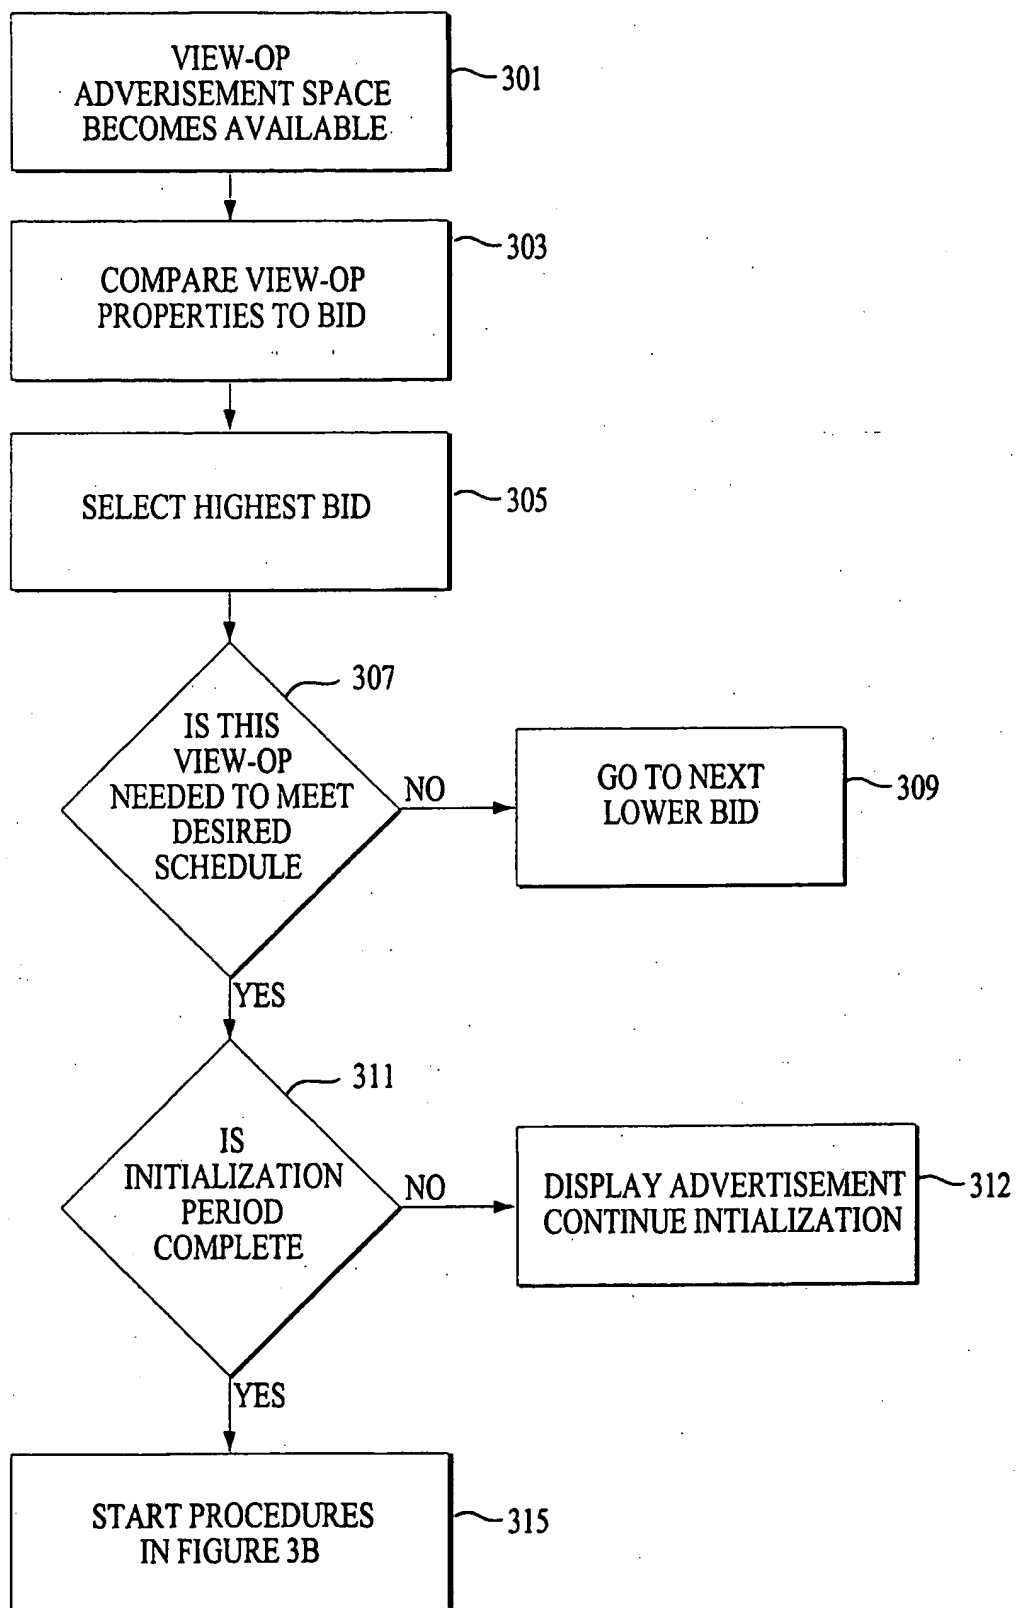 VIEW-OP
ADVERISEMENT SPACE
BECOMES AVAILABLE
301
COMPARE VIEW-OP
PROPERTIES TO BID
303
SELECT HIGHEST BID
305
307
IS THIS
VIEW-OP
NEEDED TO MEET
DESIRED
SCHEDULE
NO
GO TO NEXT
LOWER BID
309
YES
311
IS
INITIALIZATION
PERIOD
COMPLETE
NO
DISPLAY ADVERTISEMENT
CONTINUE INTIALIZATION
312
YES
START PROCEDURES
IN FIGURE 3B
315